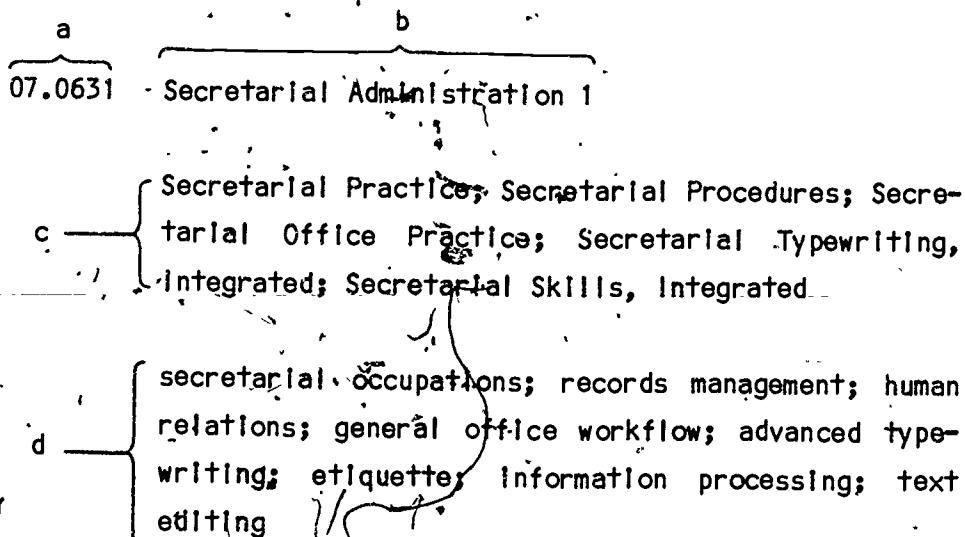 a b
07.0631 Secretarial Administration 1
Secretarial Practice; Secretarial Procedures; Secre-
c tarial Office Practice; Secretarial Typewriting,
Integrated; Secretarial Skills, Integrated
secretarial occupations; records management; human
relations; general office workflow; advanced type-
d writing; etiquette; information processing; text
editing